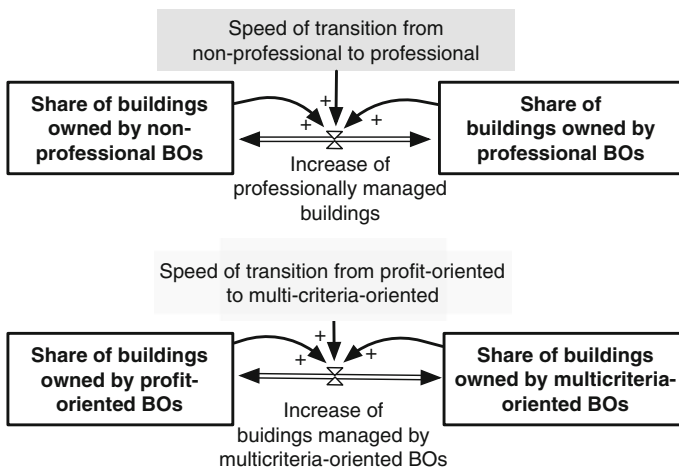 Speed of transition from
non-professional to professional
Share of buildings
owned by non-
professional BOs
+
+
+
Share of
buildings owned by
professional BOs
Increase of
professionally managed
buildings
Speed of transition from profit-oriented
to multi-criteria-oriented
Share of buildings
owned by profit-
oriented BOs
+
+
+
Share of buildings
owned by multicriteria-
oriented BOs
Increase of
buidings managed by
multicriteria-oriented BOs